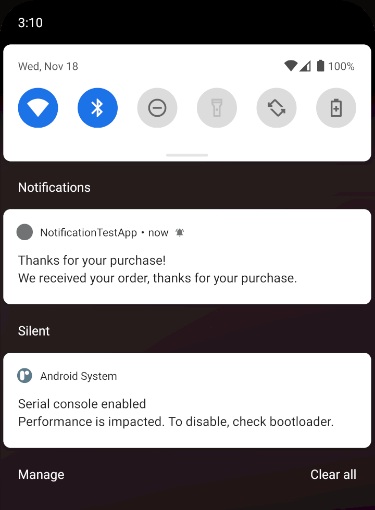 3:10
Wed, Nov 18 100%
Notifications
NotificationTestApp • now
Thanks for your purchase!
We received your order, thanks for your purchase.
Silent
Android System
Serial console enabled
Performance is impacted. To disable, check bootloader.
Manage Clear all